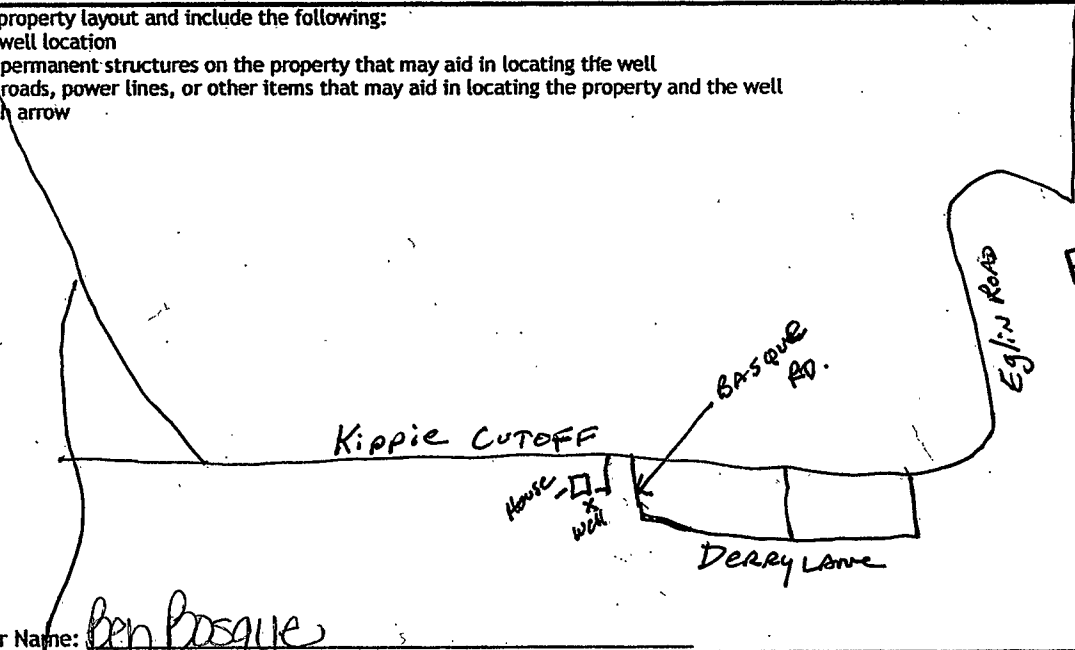 property layout and include the following:
well location
permanent structures on the property that may aid in locating the well
roads, power lines, or other items that may aid in locating the property and the well
h arrow
Eglin ROAD
BASQUE
RD.
Kippie CUTOFF
House
x
well
Derry Lane
r Name: Ben Bosque